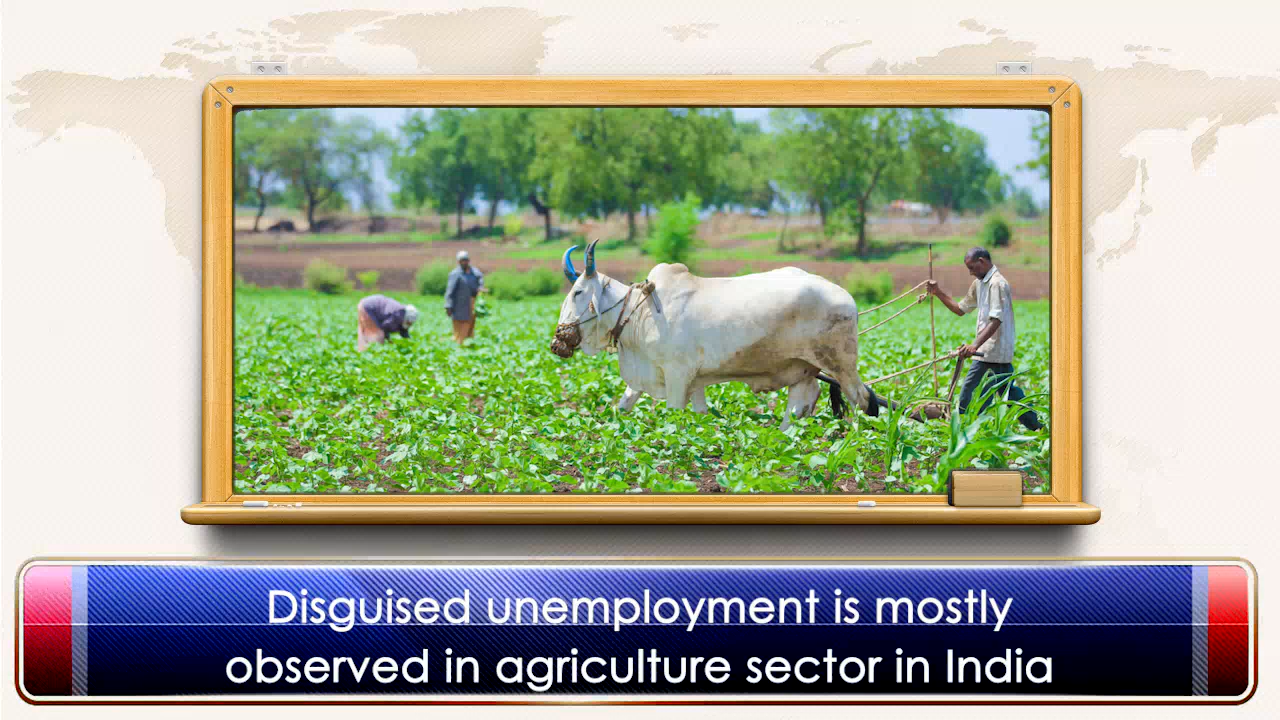 Disguised unemployment is mostly
observed in agriculture sector in India